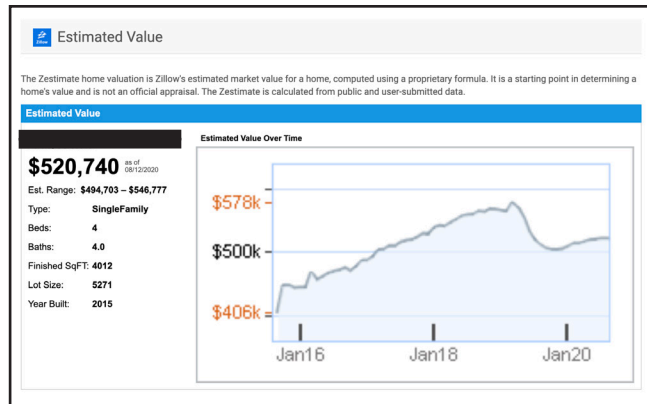 Zillow
Estimated Value
The Zestimate home valuation is Zillow's estimated market value for a home, computed using a proprietary formula. It is a starting point in determining a
home's value and is not an official appraisal. The Zestimate is calculated from public and user-submitted data.
Estimated Value
$520,740 as of 08/12/2020
Est. Range: $494,703 – $546,777
Type: SingleFamily
Beds: 4
Baths: 4.0
Finished SqFT: 4012
Lot Size: 5271
Year Built: 2015
Estimated Value Over Time
$578k
$500k
$406k
Jan16 Jan18 Jan20